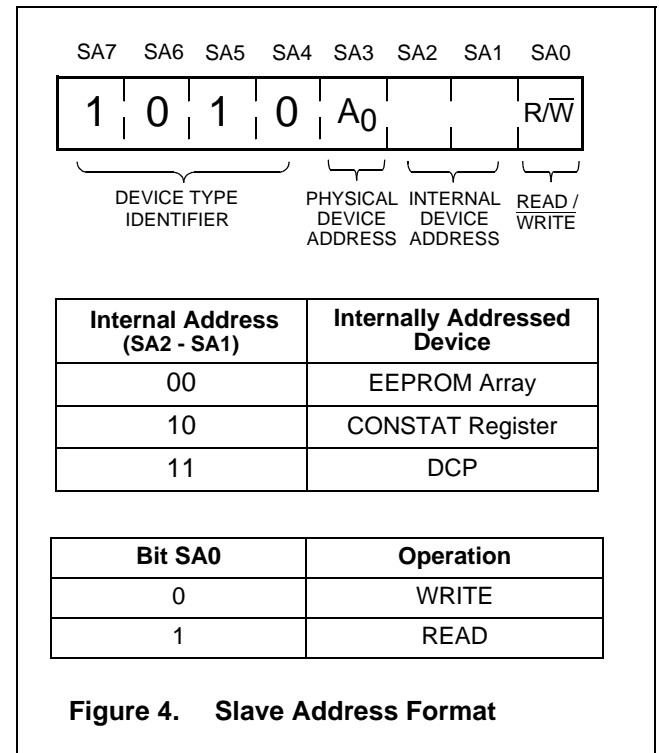 SA7 SA6 SA5 SA4 SA3 SA2 SA1 SA0
1 0 1 0 A0 R/W̅
DEVICE TYPE IDENTIFIER
PHYSICAL DEVICE ADDRESS
INTERNAL DEVICE ADDRESS
READ / W̅R̅I̅T̅E̅
Internal Address (SA2 - SA1) Internally Addressed Device
00 EEPROM Array
10 CONSTAT Register
11 DCP
Bit SA0 Operation
0 WRITE
1 READ
Figure 4. Slave Address Format